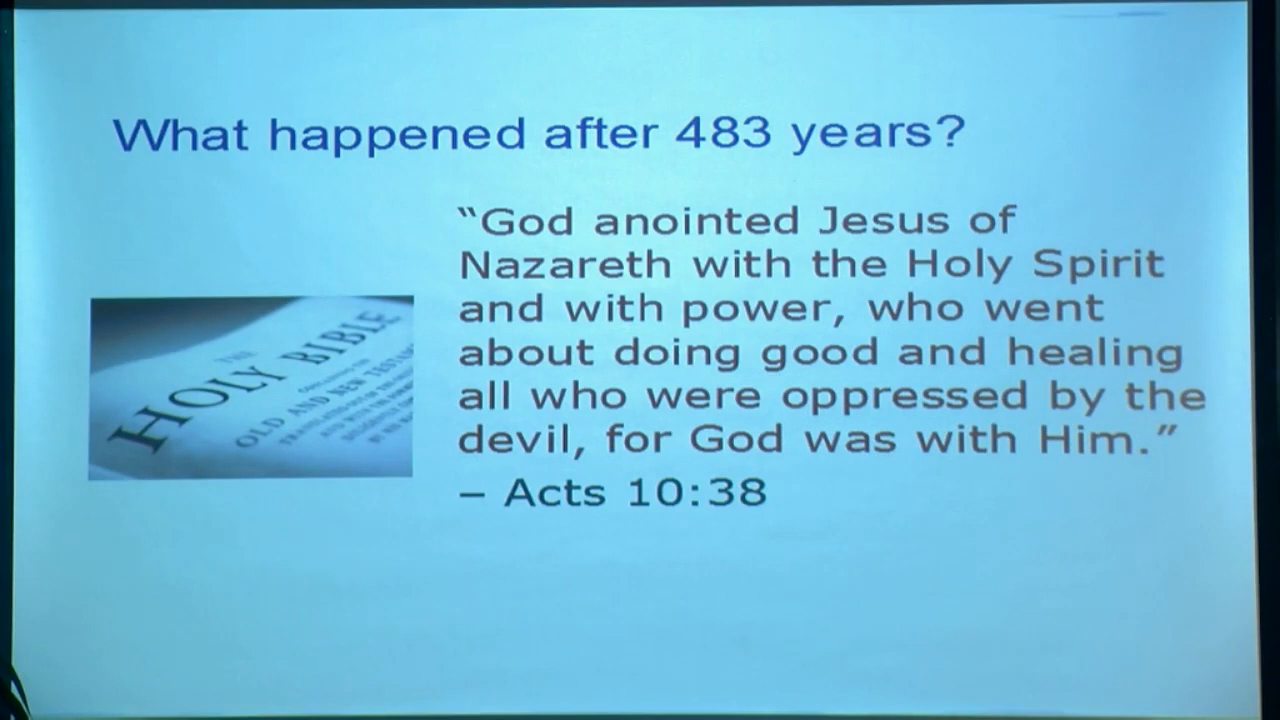 What happened after 483 years?
“God anointed Jesus of
Nazareth with the Holy Spirit
and with power, who went
about doing good and healing
all who were oppressed by the
devil, for God was with Him.”
– Acts 10:38
THE
HOLY BIBLE
OLD AND NEW